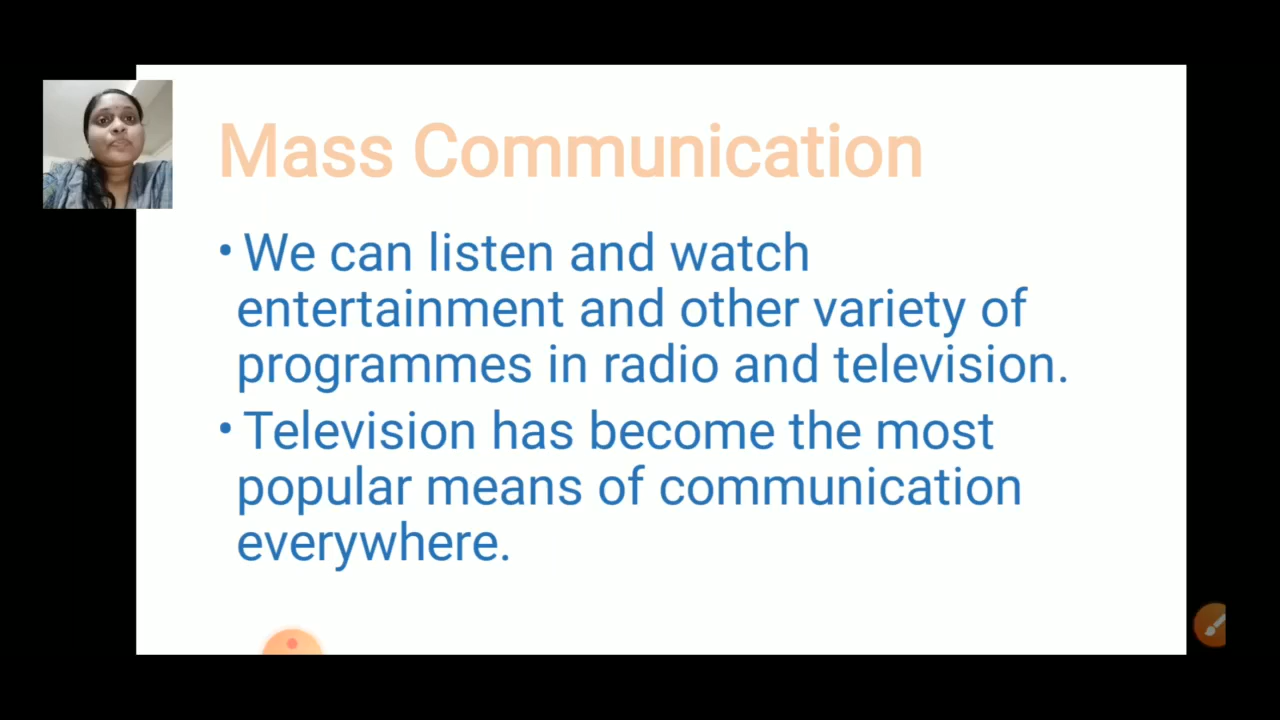 Mass Communication
• We can listen and watch
entertainment and other variety of
programmes in radio and television.
• Television has become the most
popular means of communication
everywhere.